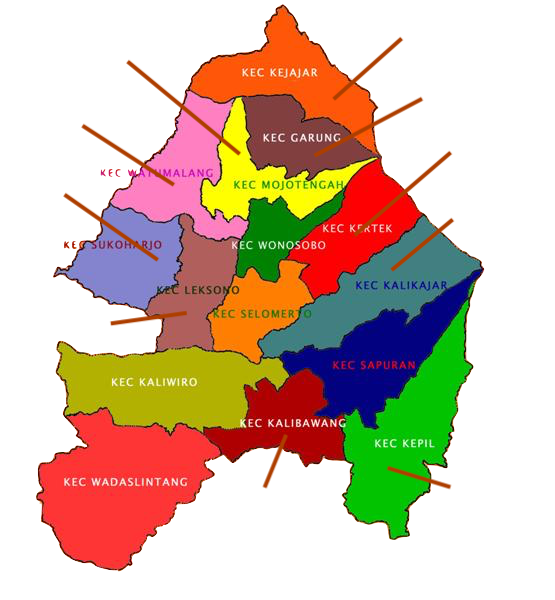 KEC KEJAJAR
KEC GARUNG
KEC WATUMALANG
KEC MOJOTENGAH
KEC KERTEK
KEC SUKOHARJO
KEC WONOSOBO
KEC LEKSONO
KEC KALIKAJAR
KEC SELOMERTO
KEC SAPURAN
KEC KALIWIRO
KEC KALIBAWANG
KEC KEPIL
KEC WADASLINTANG